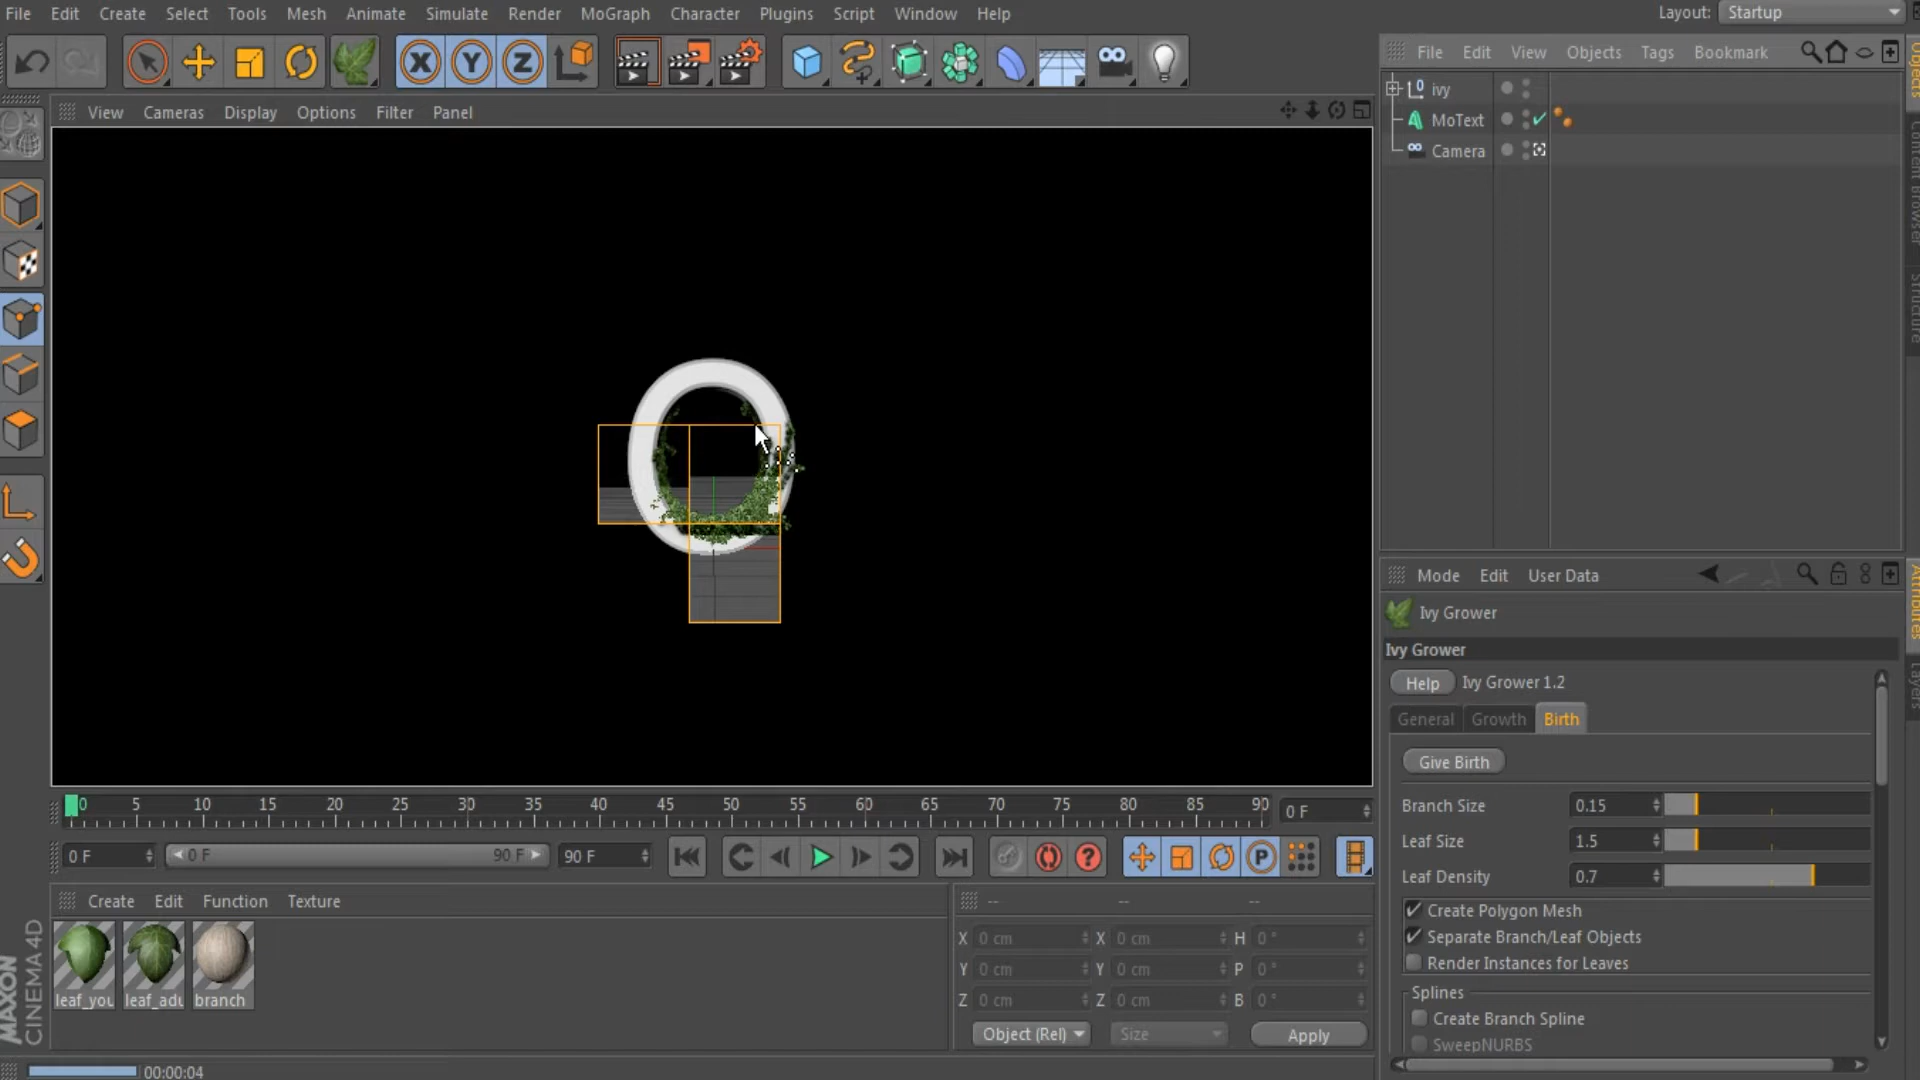 File Edit Create Select Tools Mesh Animate Simulate Render MoGraph Character Plugins Script Window Help
Layout: Startup
X Y Z
View Cameras Display Options Filter Panel
File Edit View Objects Tags Bookmark
0 ivy
MoText
Camera
Objects
Content Browser
Structure
Mode Edit User Data
Ivy Grower
Ivy Grower
Help Ivy Grower 1.2
General Growth Birth
Give Birth
Branch Size 0.15
Leaf Size 1.5
Leaf Density 0.7
Create Polygon Mesh
Separate Branch/Leaf Objects
Render Instances for Leaves
Splines
Create Branch Spline
SweepNURBS
Attributes
Layers
0 5 10 15 20 25 30 35 40 45 50 55 60 65 70 75 80 85 90 0 F
0 F 0 F 90 F 90 F ? P
Create Edit Function Texture
leaf_you leaf_adu branch
-- -- --
X 0 cm X 0 cm H 0 °
Y 0 cm Y 0 cm P 0 °
Z 0 cm Z 0 cm B 0 °
Object (Rel) Size Apply
MAXON
CINEMA 4D
00:00:04